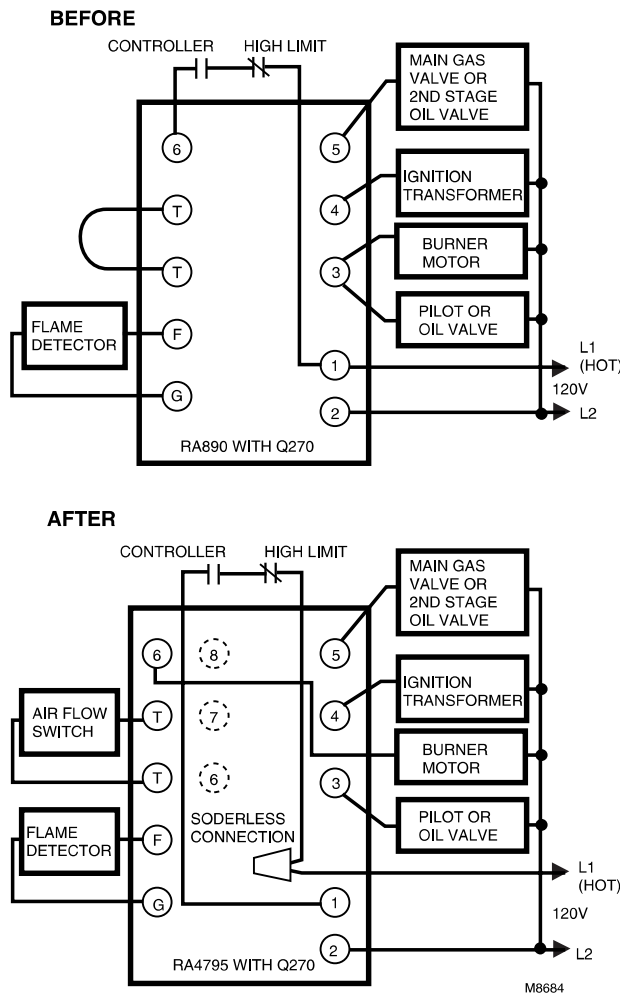 BEFORE
CONTROLLER
HIGH LIMIT
MAIN GAS
VALVE OR
2ND STAGE
OIL VALVE
6
5
IGNITION
TRANSFORMER
T
4
BURNER
MOTOR
T
3
PILOT OR
OIL VALVE
FLAME
DETECTOR
F
L1
(HOT)
1
120V
G
2
L2
RA890 WITH Q270
AFTER
CONTROLLER
HIGH LIMIT
MAIN GAS
VALVE OR
2ND STAGE
OIL VALVE
6
8
5
IGNITION
TRANSFORMER
AIR FLOW
SWITCH
T
7
4
BURNER
MOTOR
T
6
3
PILOT OR
OIL VALVE
SODERLESS
CONNECTION
FLAME
DETECTOR
F
L1
(HOT)
G
1
120V
2
L2
RA4795 WITH Q270
M8684